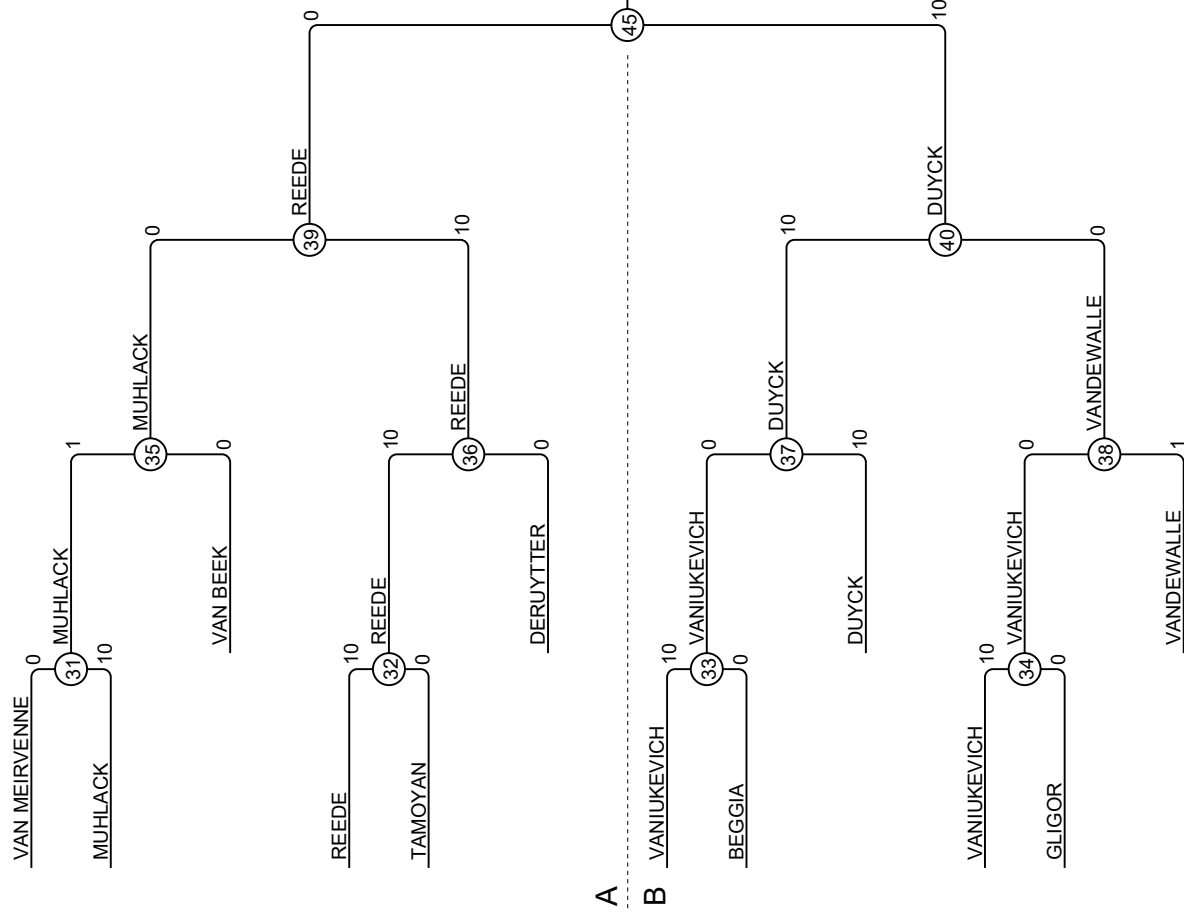 VAN MEIRVENNE
0
31
10
MUHLACK
MUHLACK
1
35
0
VAN BEEK
MUHLACK
0
39
10
REEDE
10
32
0
TAMOYAN
REEDE
10
36
0
DERUYTTER
REEDE
REEDE
0
45
10
A
B
VANIUKEVICH
10
33
0
BEGGIA
VANIUKEVICH
0
37
10
DUYCK
DUYCK
10
40
0
DUYCK
VANIUKEVICH
10
34
0
GLIGOR
VANIUKEVICH
0
38
1
VANDEWALLE
VANDEWALLE